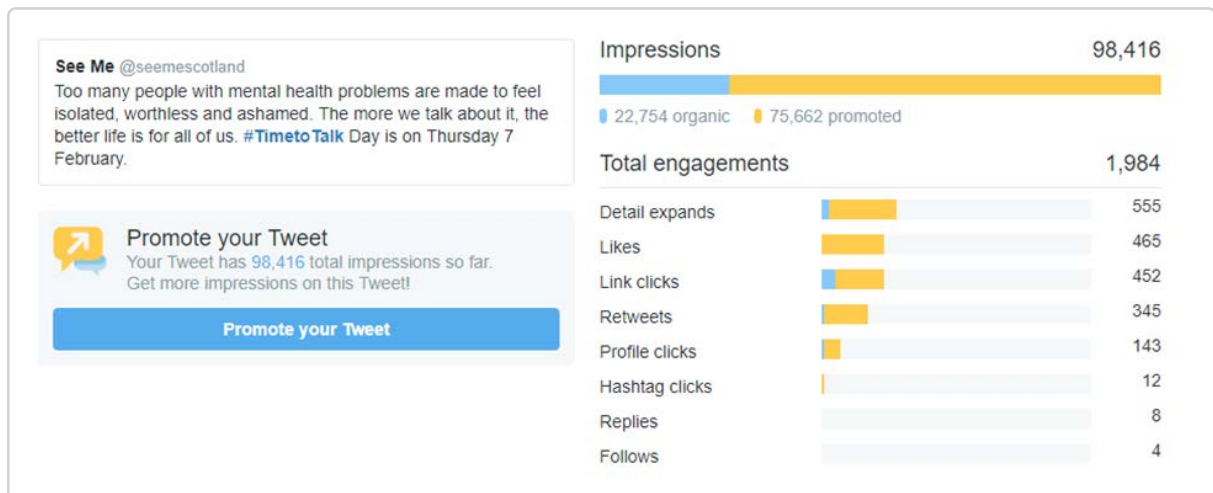 See Me @seemescotland
Too many people with mental health problems are made to feel
isolated, worthless and ashamed. The more we talk about it, the
better life is for all of us. #TimetoTalk Day is on Thursday 7
February.
Promote your Tweet
Your Tweet has 98,416 total impressions so far.
Get more impressions on this Tweet!
Promote your Tweet
Impressions 98,416
22,754 organic 75,662 promoted
Total engagements 1,984
Detail expands 555
Likes 465
Link clicks 452
Retweets 345
Profile clicks 143
Hashtag clicks 12
Replies 8
Follows 4